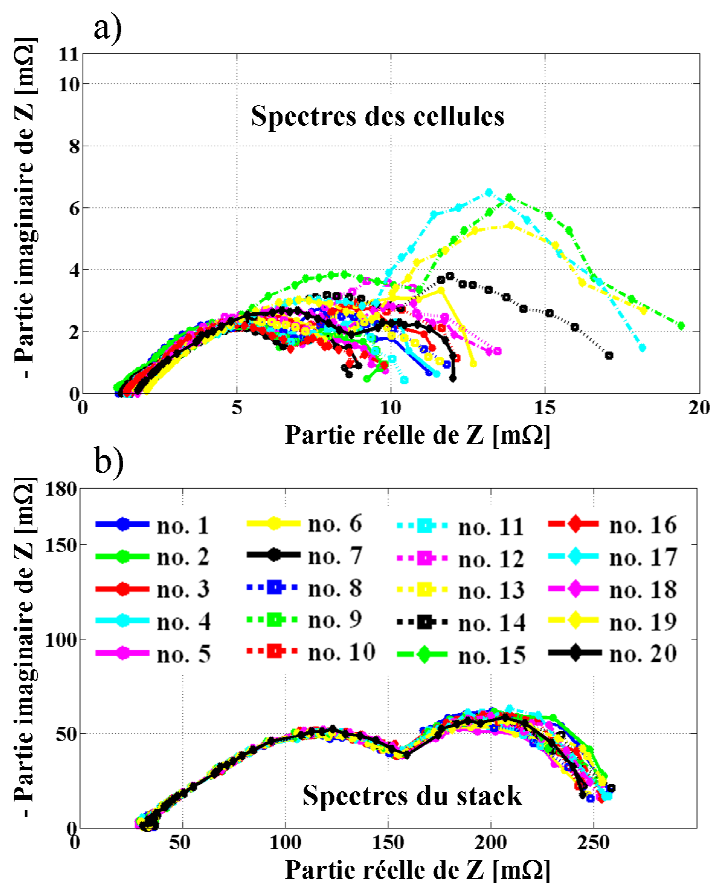 a)
- Partie imaginaire de Z [mΩ]
11
10
8
6
4
2
0
Spectres des cellules
0 5 10 15 20
Partie réelle de Z [mΩ]
b)
- Partie imaginaire de Z [mΩ]
180
150
100
50
0
no. 1 no. 6 no. 11 no. 16
no. 2 no. 7 no. 12 no. 17
no. 3 no. 8 no. 13 no. 18
no. 4 no. 9 no. 14 no. 19
no. 5 no. 10 no. 15 no. 20
Spectres du stack
0 50 100 150 200 250
Partie réelle de Z [mΩ]